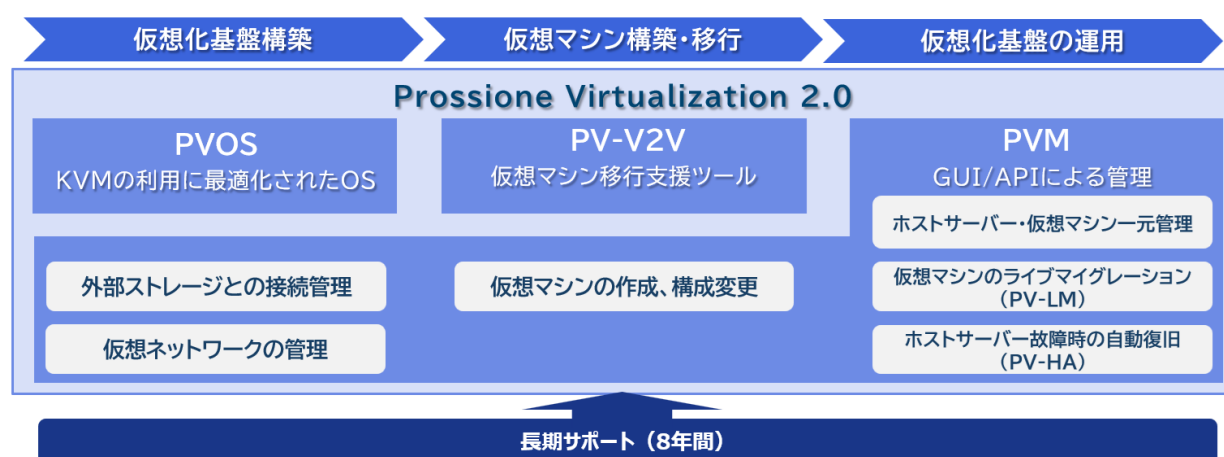 仮想化基盤構築
仮想マシン構築・移行
仮想化基盤の運用
Prossione Virtualization 2.0
PVOS
KVMの利用に最適化されたOS
PV-V2V
仮想マシン移行支援ツール
PVM
GUI/APIによる管理
ホストサーバー・仮想マシン一元管理
外部ストレージとの接続管理
仮想マシンの作成、構成変更
仮想マシンのライブマイグレーション
（PV-LM）
仮想ネットワークの管理
ホストサーバー故障時の自動復旧
（PV-HA）
長期サポート（8年間）